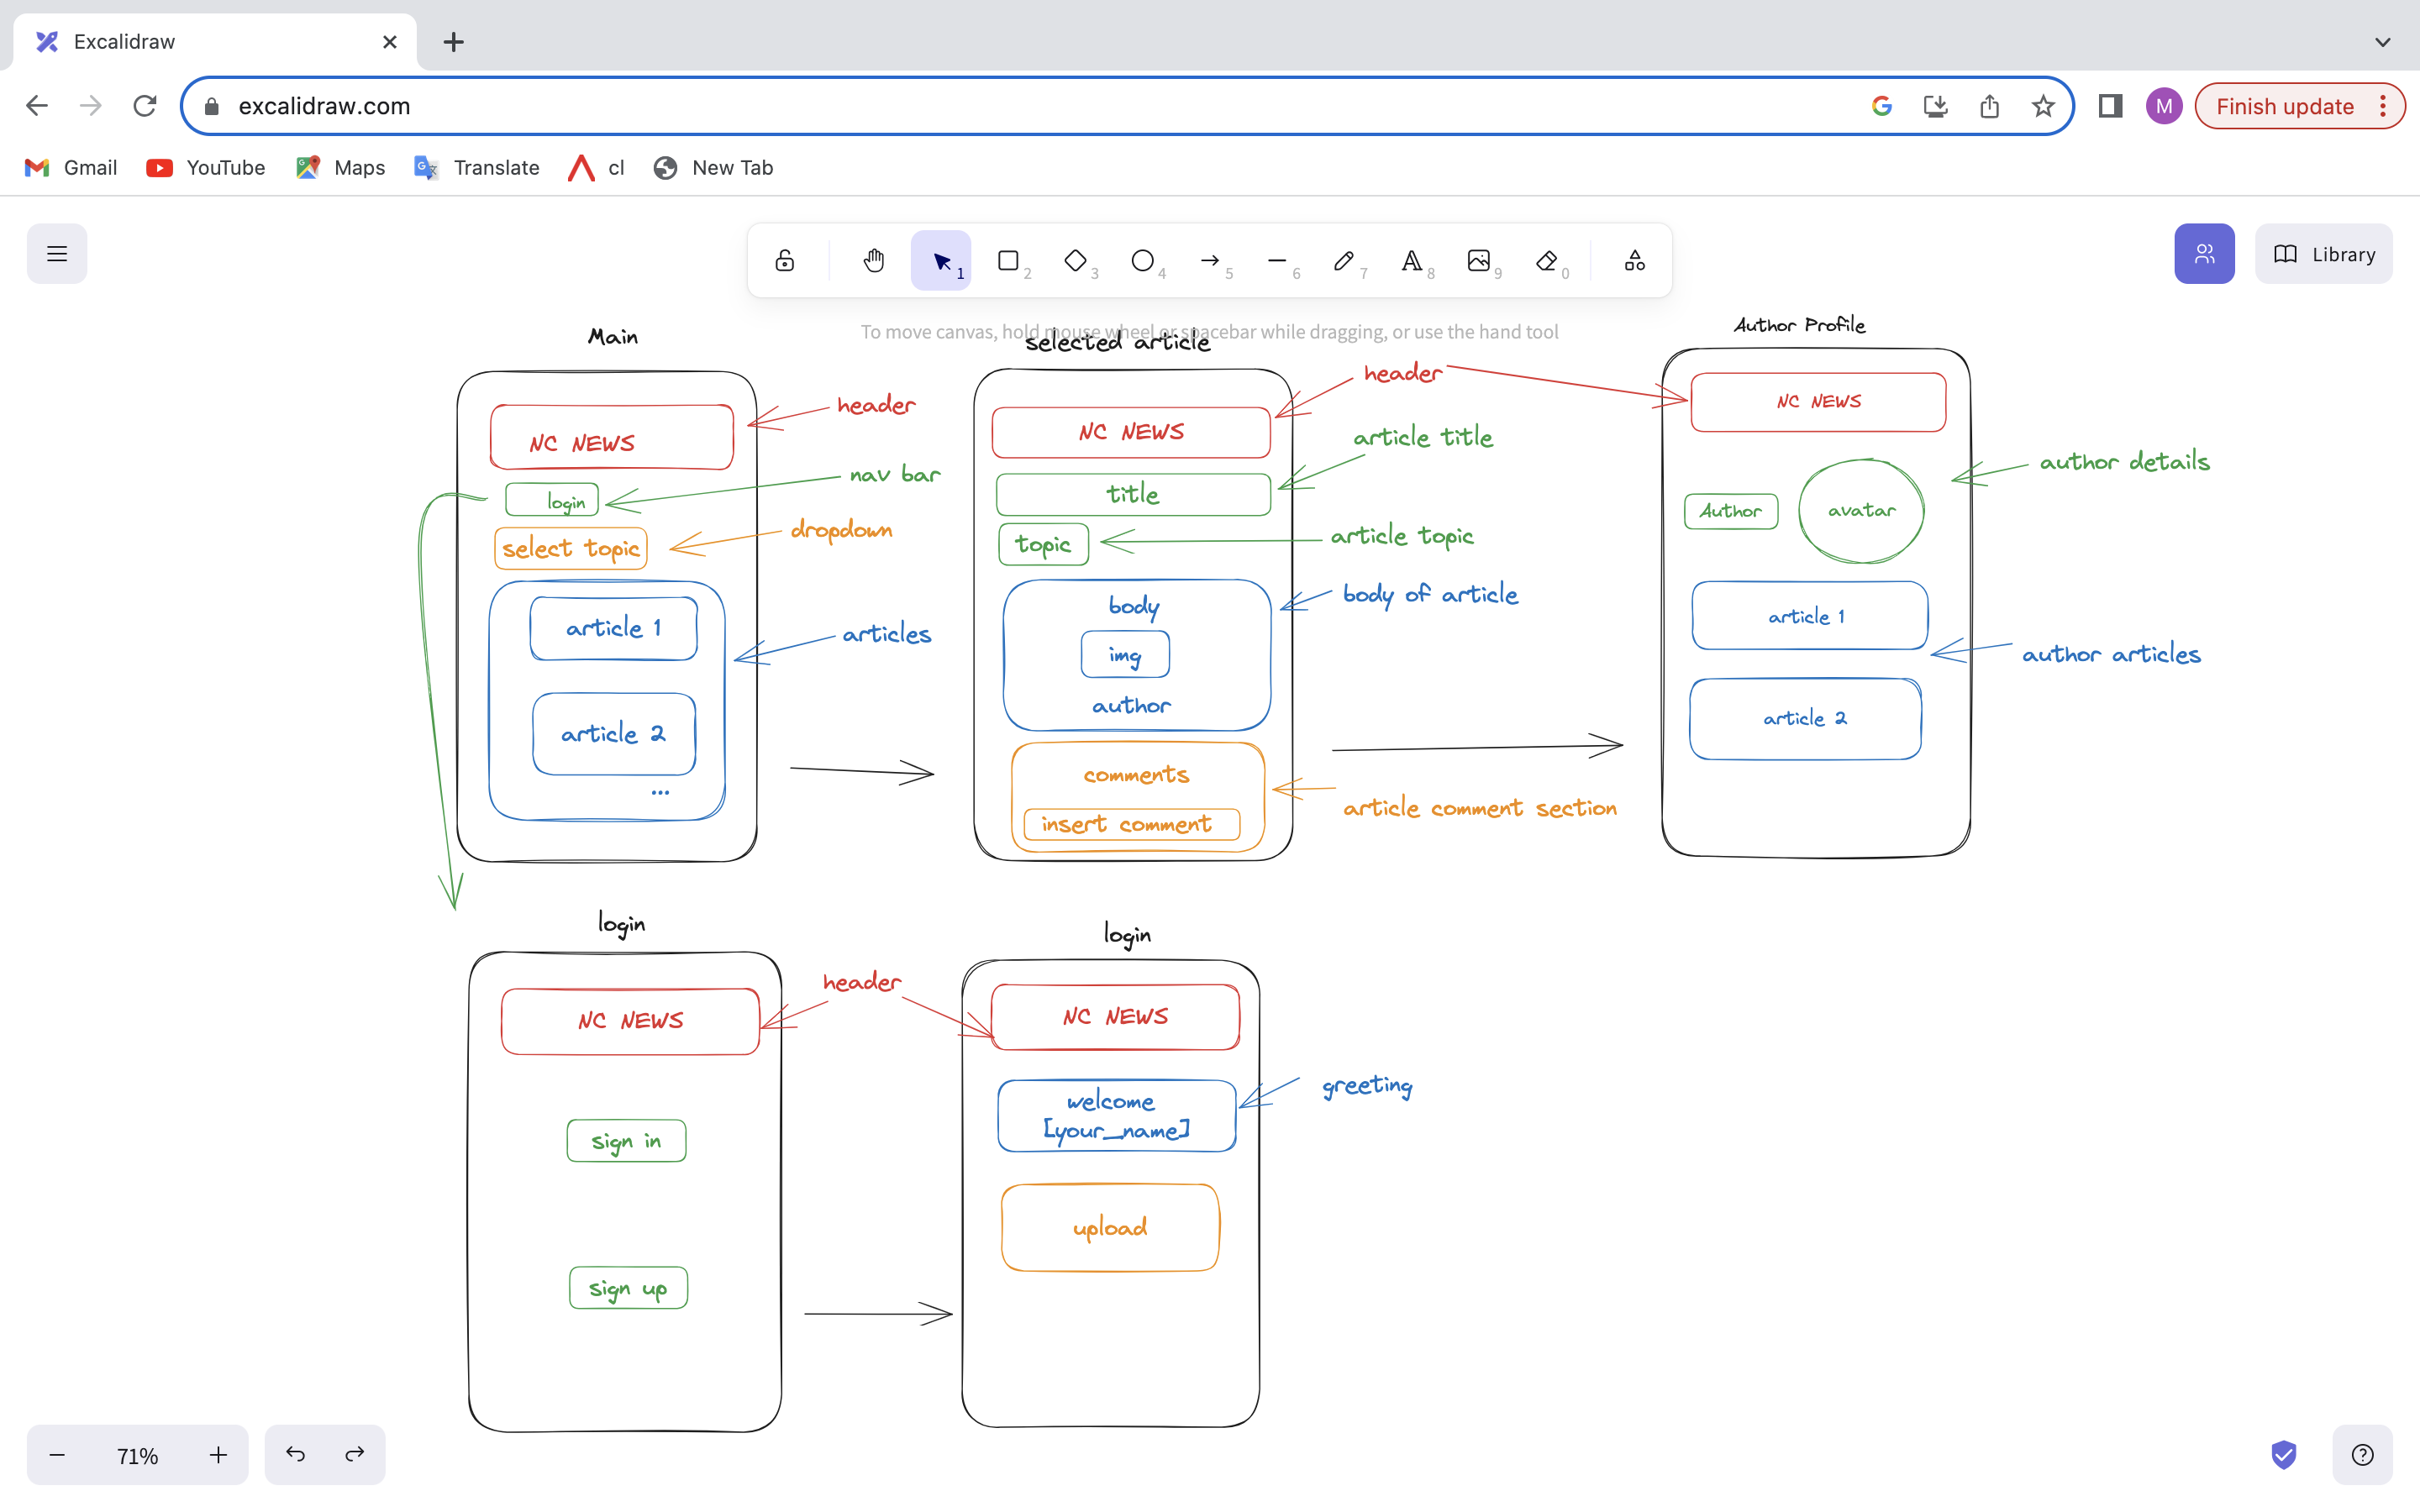 Excalidraw
excalidraw.com
M
Finish update
Gmail
YouTube
Maps
Translate
cl
New Tab
1
2
3
4
5
6
7
8
9
0
Library
To move canvas, hold mouse wheel or spacebar while dragging, or use the hand tool
Main
NC NEWS
login
select topic
article 1
article 2
...
header
nav bar
dropdown
articles
selected article
NC NEWS
title
topic
body
img
author
comments
insert comment
header
article title
article topic
body of article
article comment section
Author Profile
NC NEWS
Author
avatar
article 1
article 2
author details
author articles
login
NC NEWS
sign in
sign up
header
login
NC NEWS
welcome
[your_name]
upload
greeting
71%